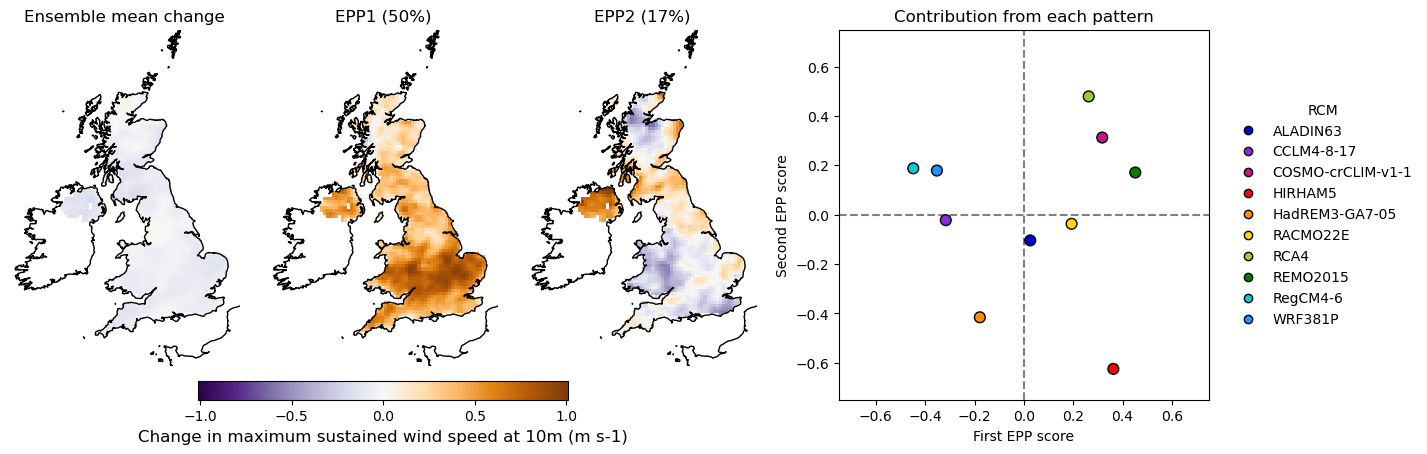 Ensemble mean change
EPP1 (50%)
EPP2 (17%)
Contribution from each pattern
−1.0
−0.5
0.0
0.5
1.0
Change in maximum sustained wind speed at 10m (m s-1)
Second EPP score
0.6
0.4
0.2
0.0
−0.2
−0.4
−0.6
−0.6
−0.4
−0.2
0.0
0.2
0.4
0.6
First EPP score
RCM
ALADIN63
CCLM4-8-17
COSMO-crCLIM-v1-1
HIRHAM5
HadREM3-GA7-05
RACMO22E
RCA4
REMO2015
RegCM4-6
WRF381P